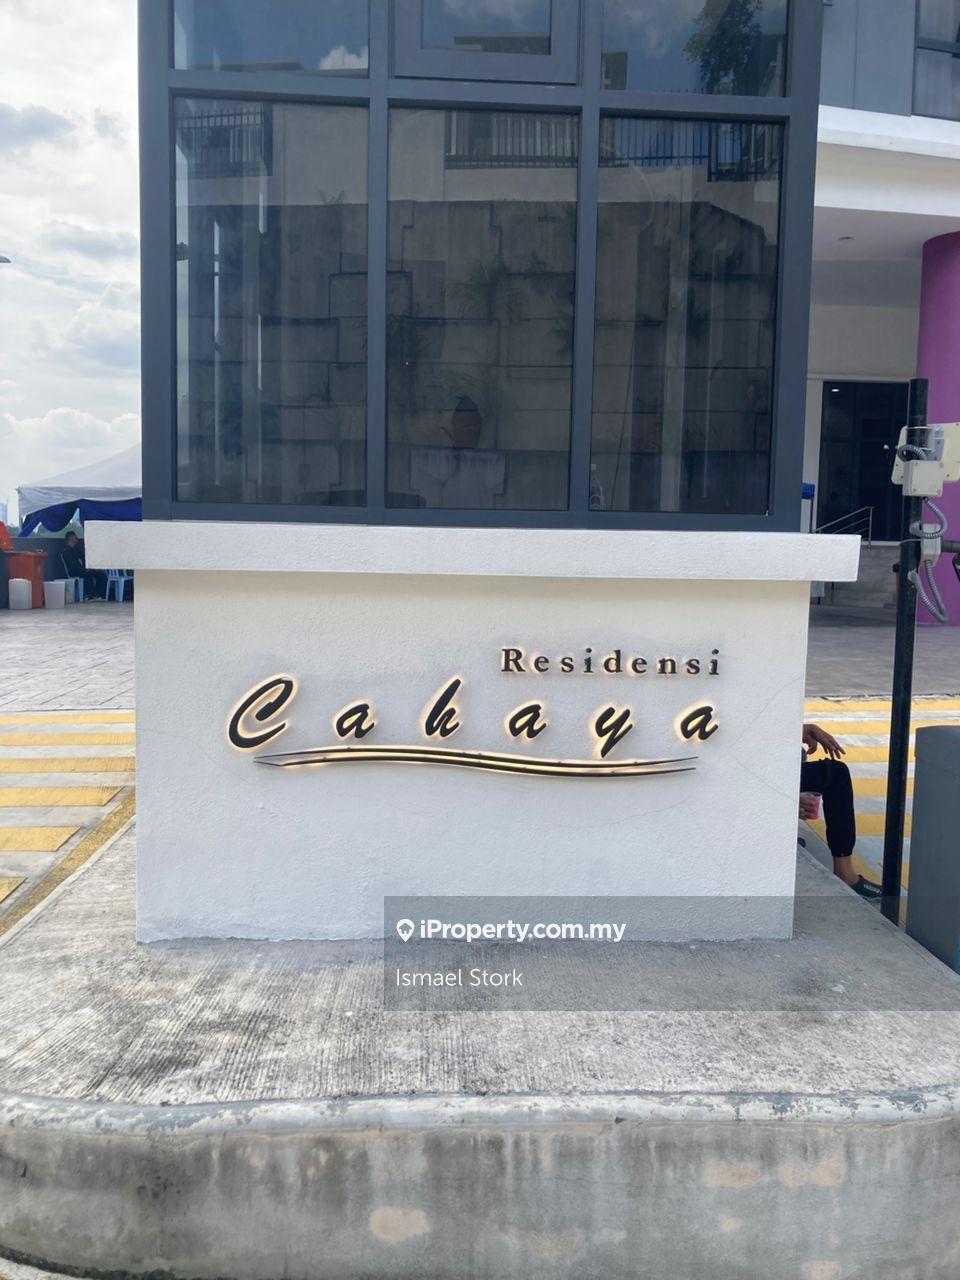 Residensi
Cahaya
iProperty.com.my
Ismael Stork